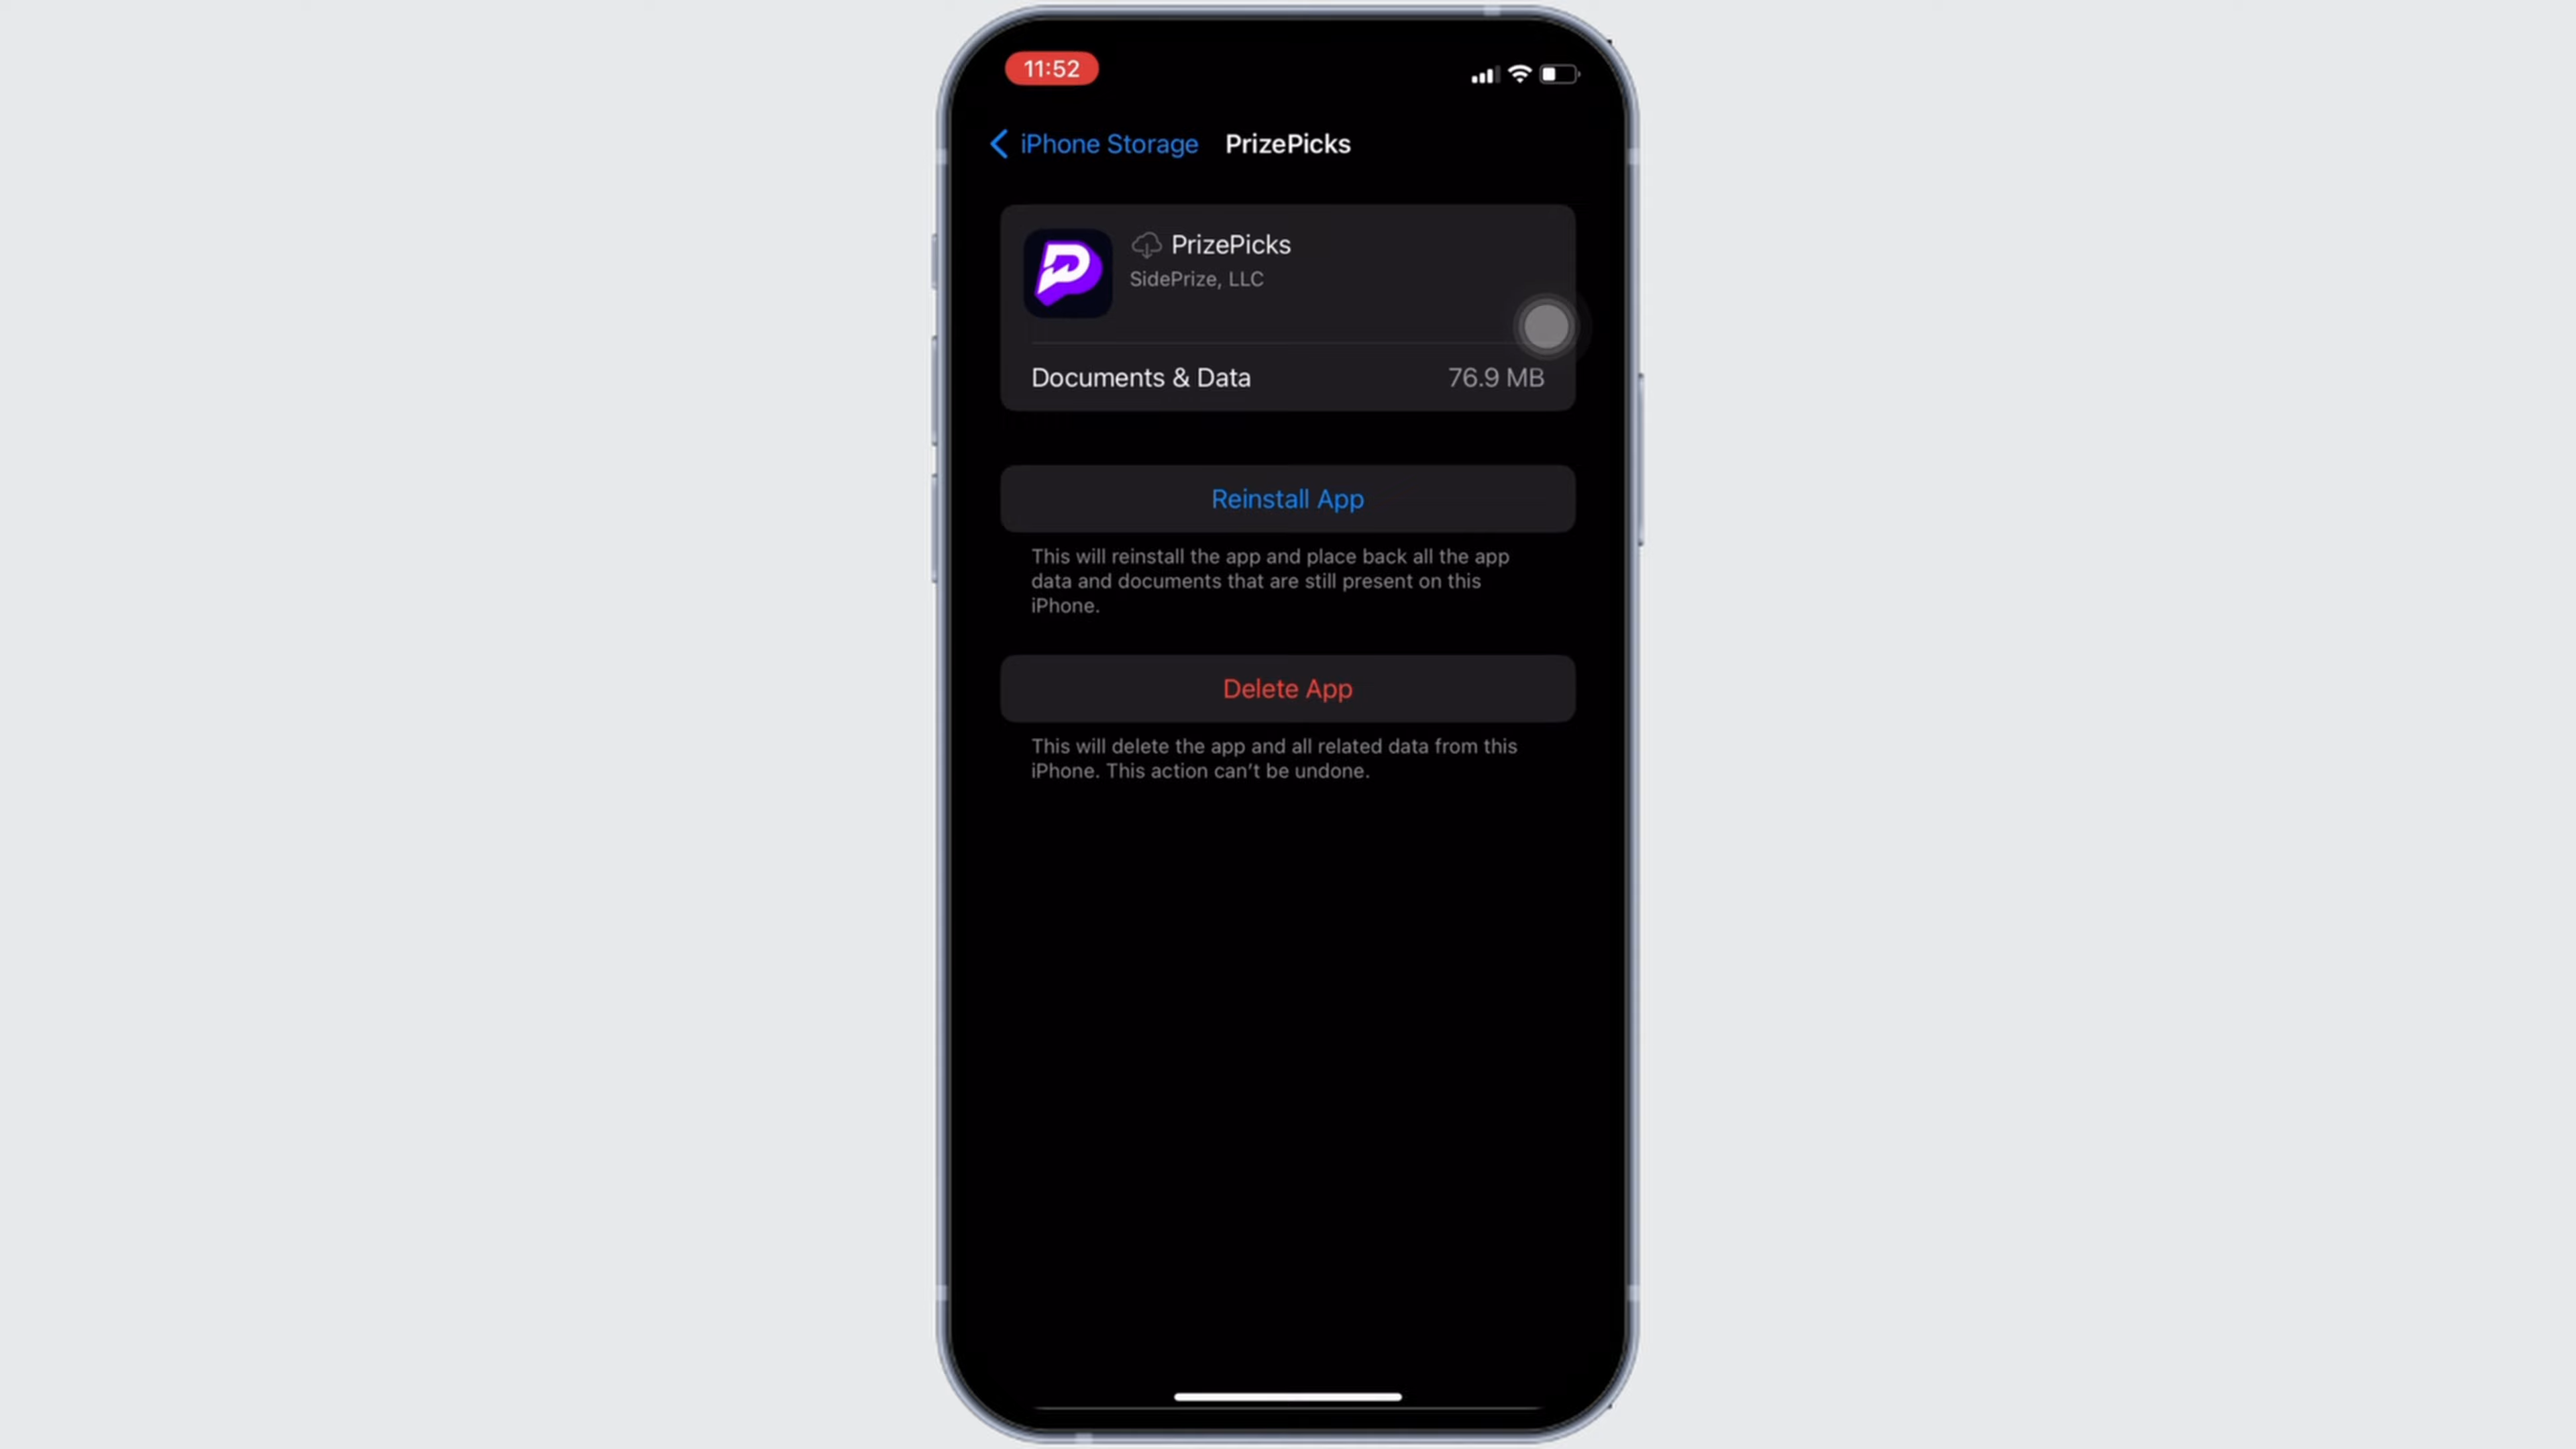 11:52
iPhone Storage PrizePicks
PrizePicks
SidePrize, LLC
Documents & Data 76.9 MB
Reinstall App
This will reinstall the app and place back all the app
data and documents that are still present on this
iPhone.
Delete App
This will delete the app and all related data from this
iPhone. This action can’t be undone.